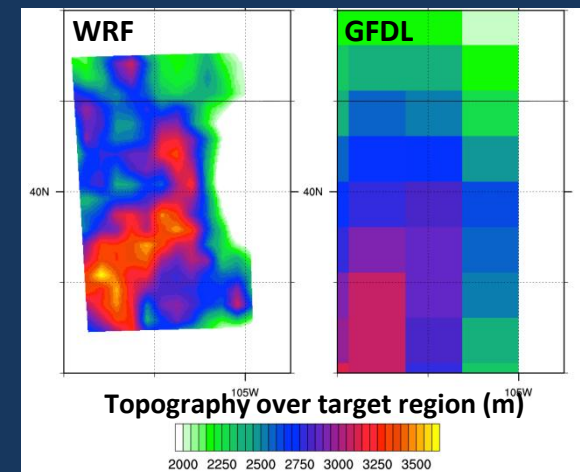 WRF GFDL
40N 40N
105W 105W
Topography over target region (m)
2000 2250 2500 2750 3000 3250 3500